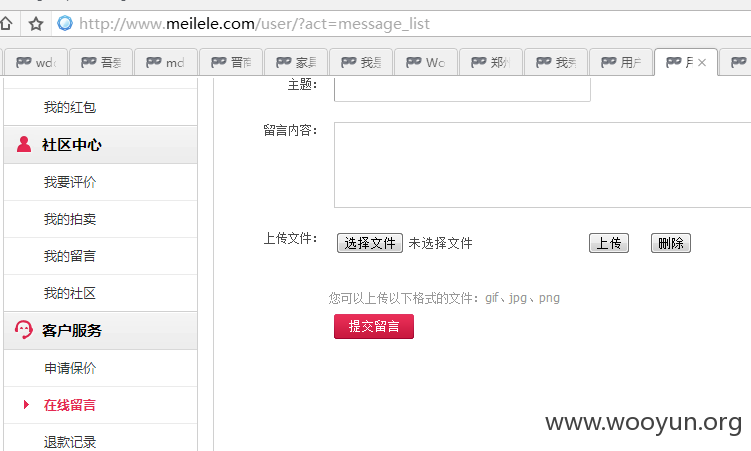 http://www.meilele.com/user/?act=message_list
wdc 吾爱 md 晋商 家具 我是 Wo 郑州 我秀 用户
主题：
我的红包
社区中心
留言内容：
我要评价
我的拍卖
上传文件： 选择文件 未选择文件 上传 删除
我的留言
我的社区
您可以上传以下格式的文件：gif、jpg、png
客户服务
提交留言
申请保价
在线留言
退款记录
www.wooyun.org